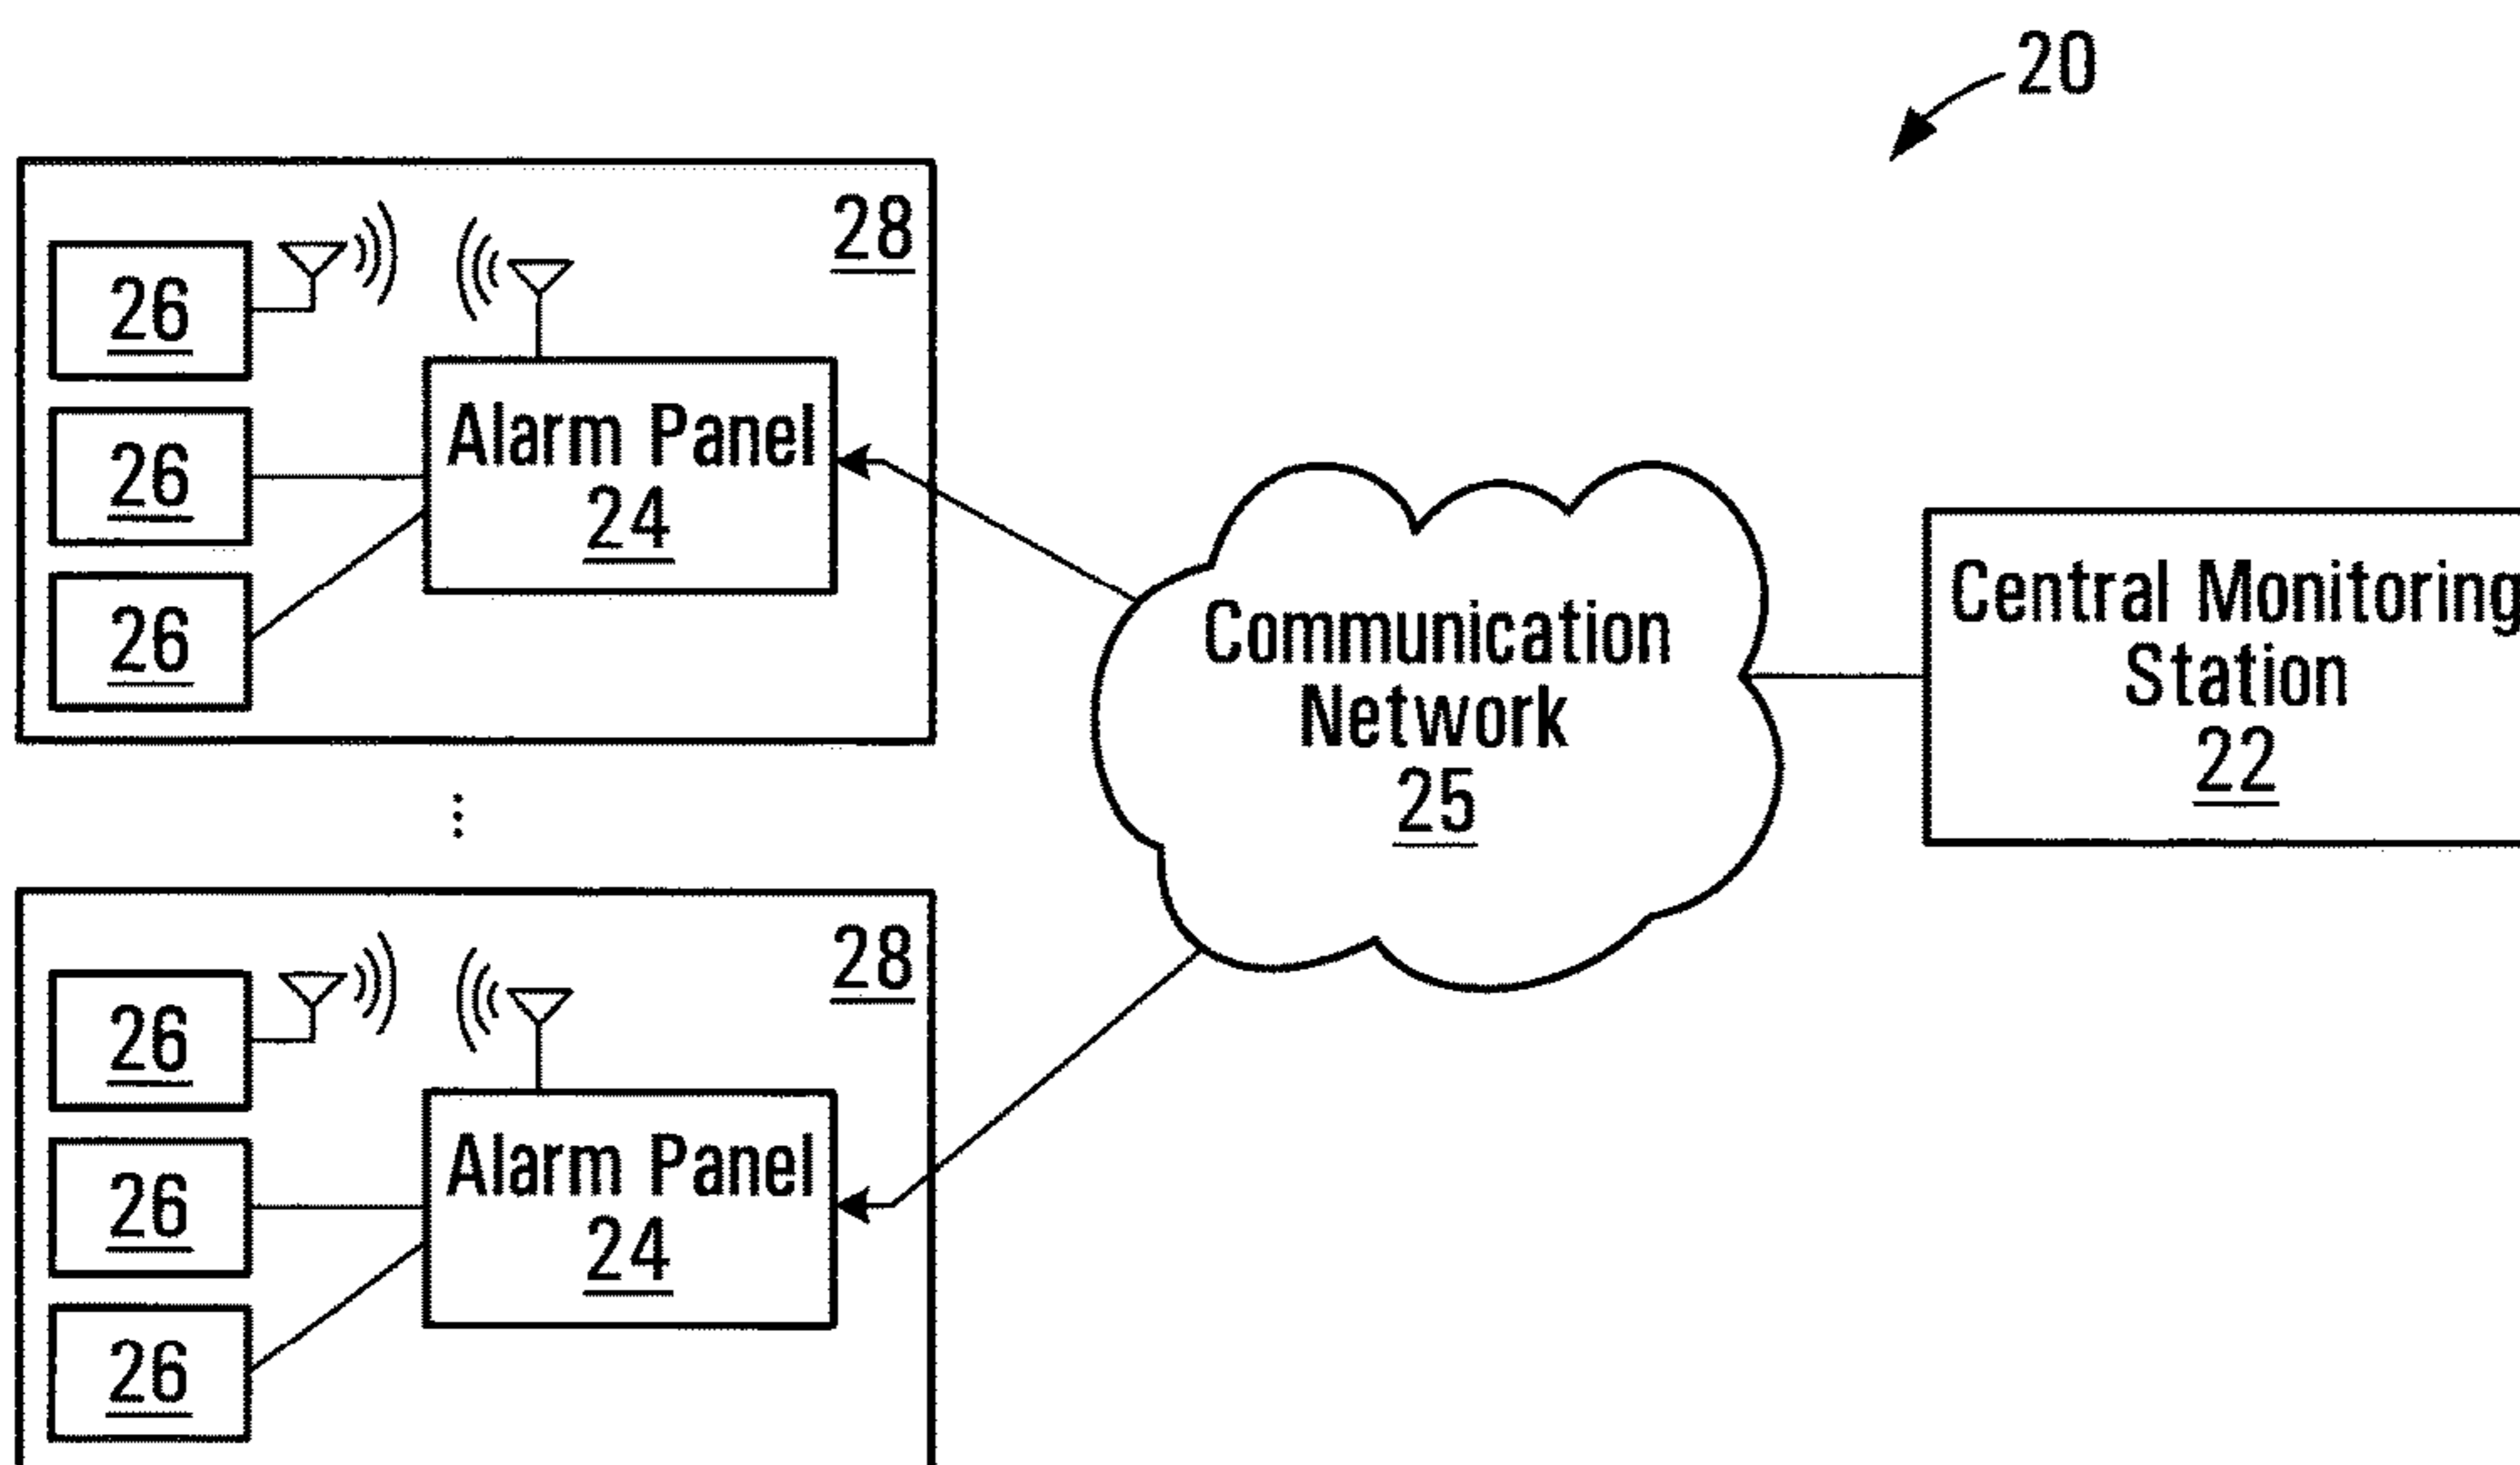 20
28
26
26
26
Alarm Panel
24
Communication
Network
25
Central Monitoring
Station
22
28
26
26
26
Alarm Panel
24